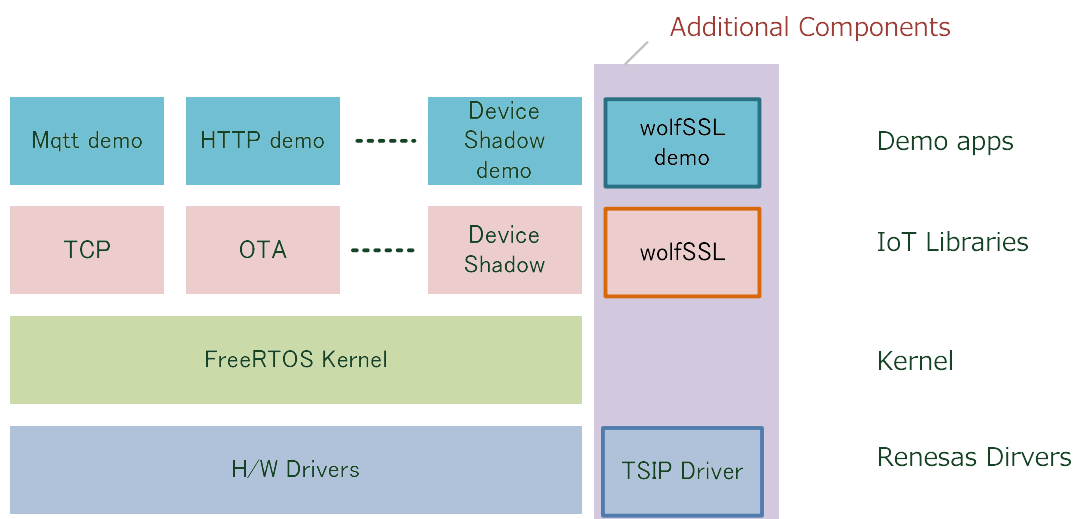 Additional Components
Mqtt demo
HTTP demo
Device
Shadow
demo
wolfSSL
demo
Demo apps
TCP
OTA
Device
Shadow
wolfSSL
IoT Libraries
FreeRTOS Kernel
Kernel
H/W Drivers
TSIP Driver
Renesas Dirvers